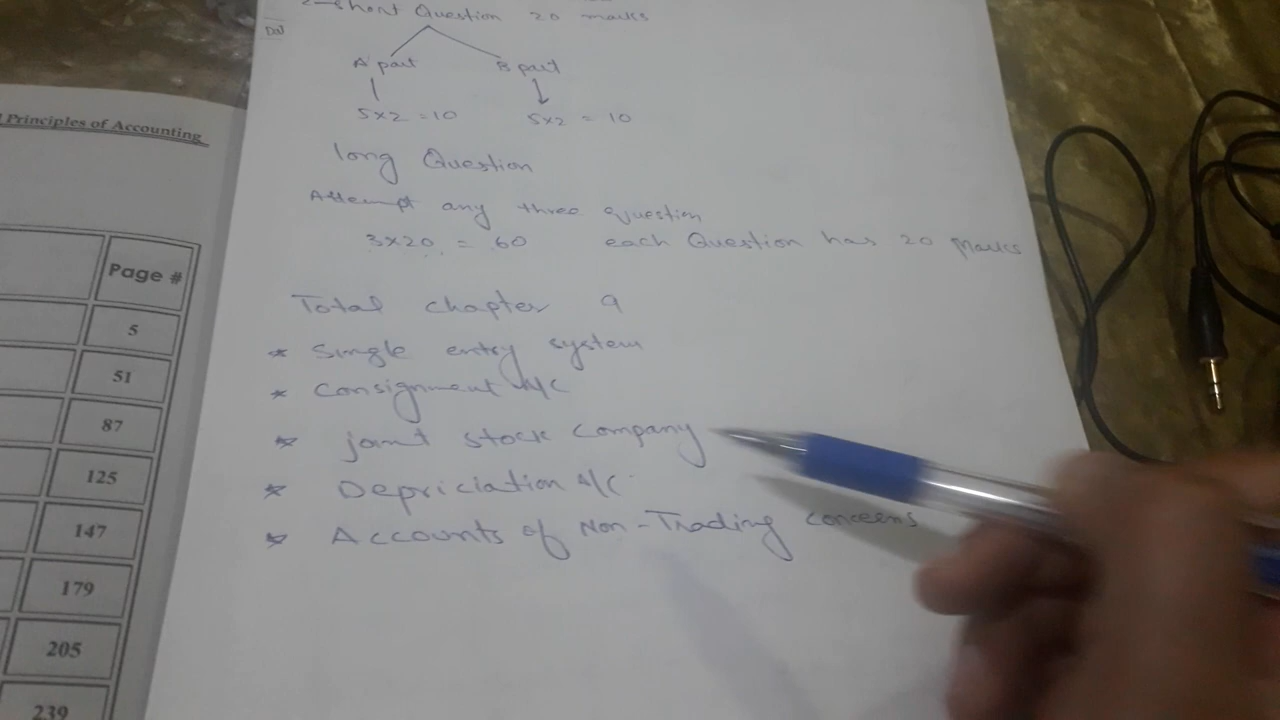 Short Question 20 marks
A part B part
5x2 = 10 5x2 = 10
long Question
Attempt any three question
3x20 = 60 each Question has 20 Marks
Total chapter 9
* Single entry system
* Consignment A/C
* joint stock Company
* Depriciation A/C
* Accounts of Non-Trading concerns
Principles of Accounting
Page #
5
51
87
125
147
179
205
239